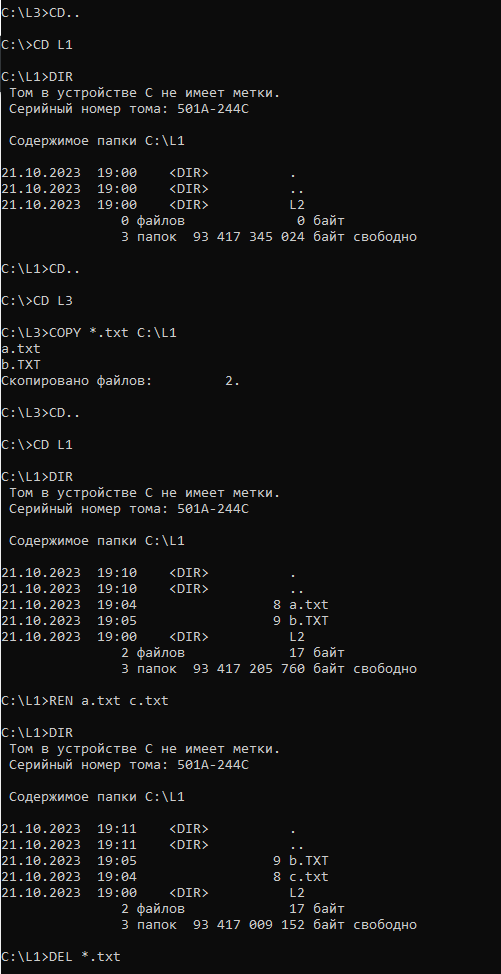 C:\L3>CD..
C:\>CD L1
C:\L1>DIR
Том в устройстве C не имеет метки.
Серийный номер тома: 501A-244C
Содержимое папки C:\L1
21.10.2023  19:00    <DIR>          .
21.10.2023  19:00    <DIR>          ..
21.10.2023  19:00    <DIR>          L2
0 файлов              0 байт
3 папок  93 417 345 024 байт свободно
C:\L1>CD..
C:\>CD L3
C:\L3>COPY *.txt C:\L1
a.txt
b.TXT
Скопировано файлов:         2.
C:\L3>CD..
C:\>CD L1
C:\L1>DIR
Том в устройстве C не имеет метки.
Серийный номер тома: 501A-244C
Содержимое папки C:\L1
21.10.2023  19:10    <DIR>          .
21.10.2023  19:10    <DIR>          ..
21.10.2023  19:04                 8 a.txt
21.10.2023  19:05                 9 b.TXT
21.10.2023  19:00    <DIR>          L2
2 файлов             17 байт
3 папок  93 417 205 760 байт свободно
C:\L1>REN a.txt c.txt
C:\L1>DIR
Том в устройстве C не имеет метки.
Серийный номер тома: 501A-244C
Содержимое папки C:\L1
21.10.2023  19:11    <DIR>          .
21.10.2023  19:11    <DIR>          ..
21.10.2023  19:05                 9 b.TXT
21.10.2023  19:04                 8 c.txt
21.10.2023  19:00    <DIR>          L2
2 файлов             17 байт
3 папок  93 417 009 152 байт свободно
C:\L1>DEL *.txt